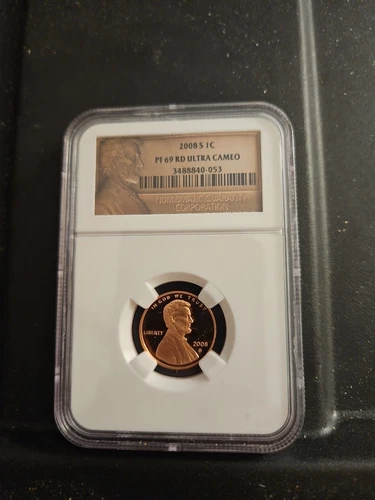 2008 S 1C
PF 69 RD ULTRA CAMEO
3488840-053
NUMISMATIC GUARANTY
CORPORATION
IN GOD WE TRUST
LIBERTY
2008
S